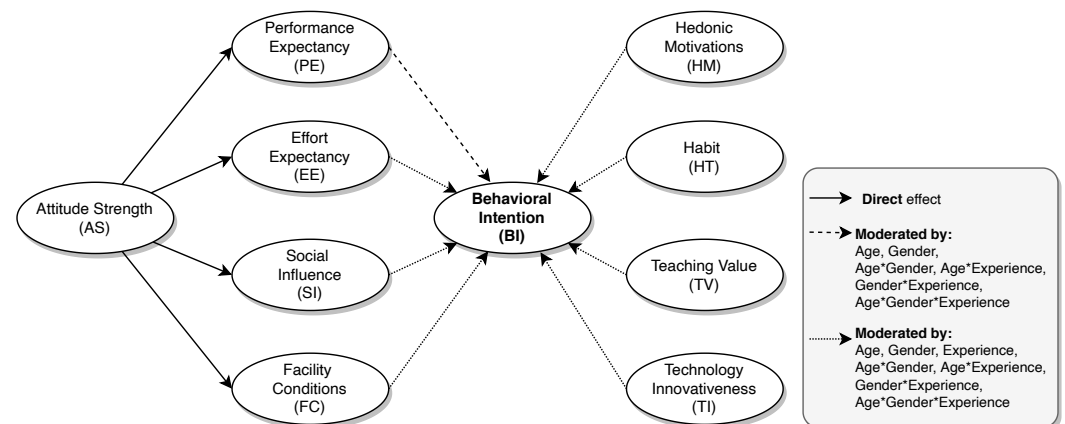 Performance
Expectancy
(PE)
Hedonic
Motivations
(HM)
Effort
Expectancy
(EE)
Habit
(HT)
Attitude Strength
(AS)
Behavioral
Intention
(BI)
Social
Influence
(SI)
Teaching Value
(TV)
Facility
Conditions
(FC)
Technology
Innovativeness
(TI)
Direct effect
Moderated by:
Age, Gender,
Age*Gender, Age*Experience,
Gender*Experience,
Age*Gender*Experience
Moderated by:
Age, Gender, Experience,
Age*Gender, Age*Experience,
Gender*Experience,
Age*Gender*Experience